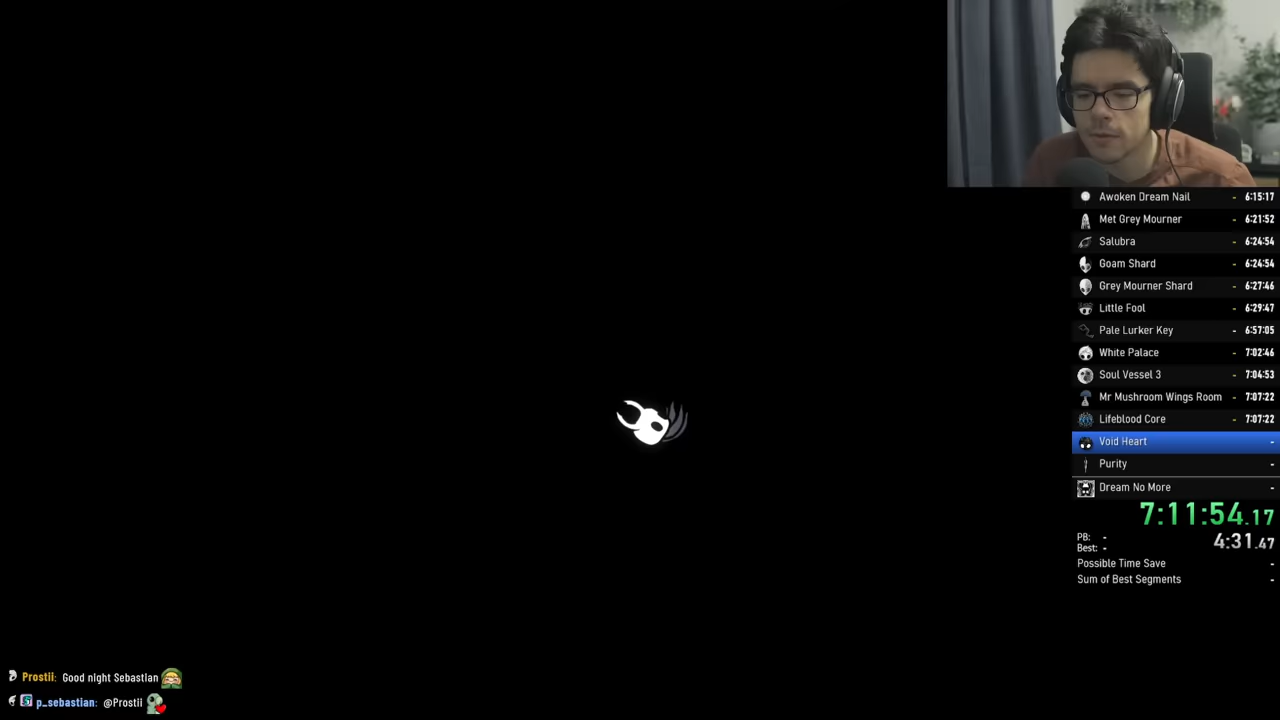 Awoken Dream Nail - 6:15:17
Met Grey Mourner - 6:21:52
Salubra - 6:24:54
Goam Shard - 6:24:54
Grey Mourner Shard - 6:27:46
Little Fool - 6:29:47
Pale Lurker Key - 6:57:05
White Palace - 7:02:46
Soul Vessel 3 - 7:04:53
Mr Mushroom Wings Room - 7:07:22
Lifeblood Core - 7:07:22
Void Heart -
Purity -
Dream No More -
7:11:54.17
PB: -
Best: -
4:31.47
Possible Time Save -
Sum of Best Segments -
Prostii: Good night Sebastian
p_sebastian: @Prostii